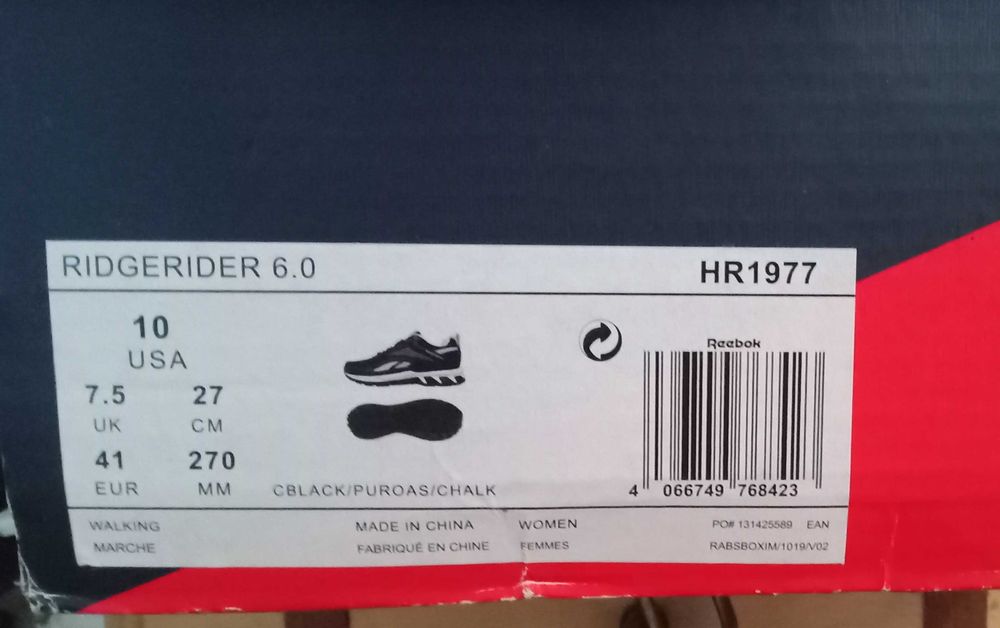 RIDGERIDER 6.0
HR1977
10
USA
7.5 27
UK CM
41 270
EUR MM
CBLACK/PUROAS/CHALK
Reebok
4 066749 768423
WALKING MADE IN CHINA WOMEN PO# 131425589 EAN
MARCHE FABRIQUÉ EN CHINE FEMMES RABSBOXIM/1019/V02